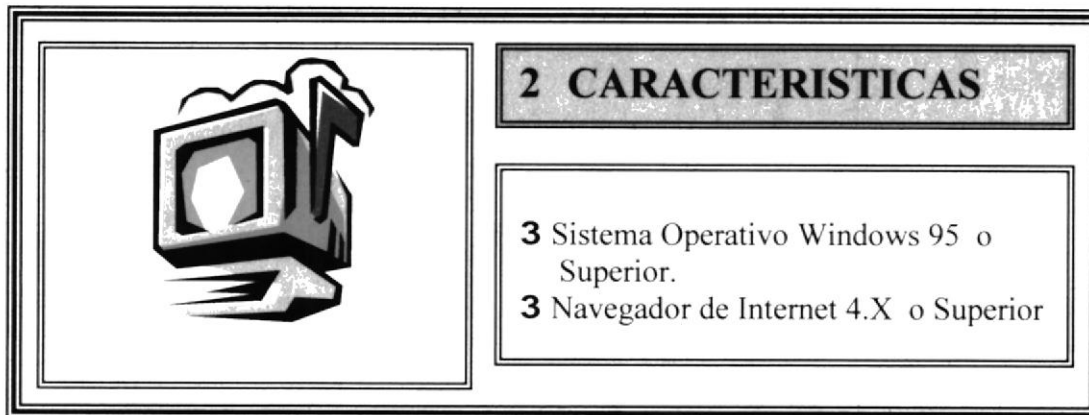 2 CARACTERISTICAS
3 Sistema Operativo Windows 95 o
Superior.
3 Navegador de Internet 4.X o Superior